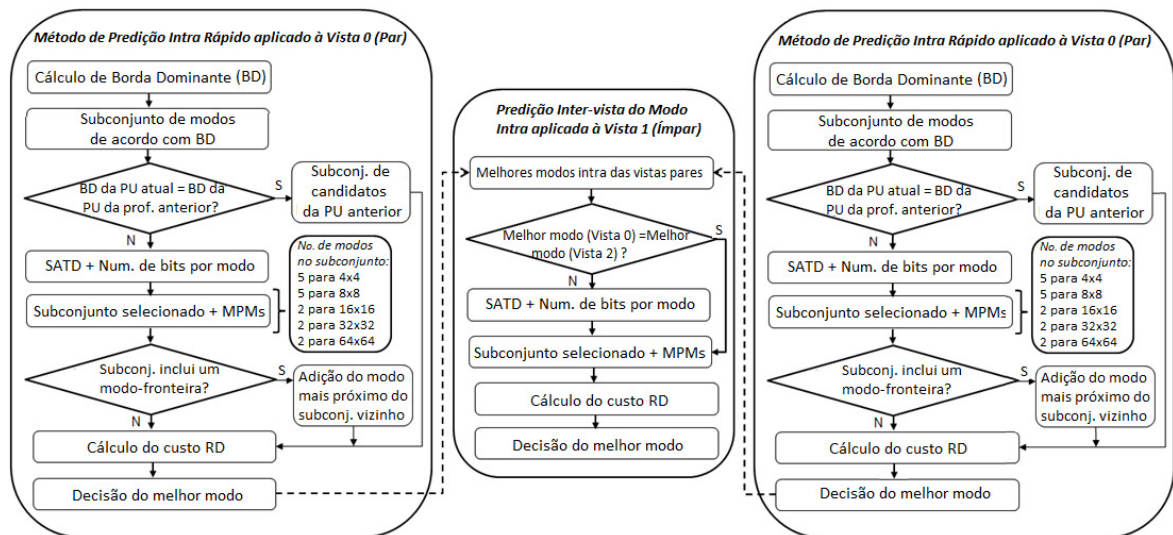 Método de Predição Intra Rápido aplicado à Vista 0 (Par)
Cálculo de Borda Dominante (BD)
Subconjunto de modos
de acordo com BD
BD da PU atual = BD da
PU da prof. anterior?
S
Subconj. de
candidatos
da PU anterior
N
SATD + Num. de bits por modo
Subconjunto selecionado + MPMs
No. de modos
no subconjunto:
5 para 4x4
5 para 8x8
2 para 16x16
2 para 32x32
2 para 64x64
Subconj. inclui um
modo-fronteira?
S
Adição do modo
mais próximo do
subconj. vizinho
N
Cálculo do custo RD
Decisão do melhor modo
Predição Inter-vista do Modo
Intra aplicada à Vista 1 (Ímpar)
Melhores modos intra das vistas pares
Melhor modo (Vista 0) =Melhor
modo (Vista 2) ?
S
N
SATD + Num. de bits por modo
Subconjunto selecionado + MPMs
Cálculo do custo RD
Decisão do melhor modo
Método de Predição Intra Rápido aplicado à Vista 0 (Par)
Cálculo de Borda Dominante (BD)
Subconjunto de modos
de acordo com BD
BD da PU atual = BD da
PU da prof. anterior?
S
Subconj. de
candidatos
da PU anterior
N
SATD + Num. de bits por modo
Subconjunto selecionado + MPMs
No. de modos
no subconjunto:
5 para 4x4
5 para 8x8
2 para 16x16
2 para 32x32
2 para 64x64
Subconj. inclui um
modo-fronteira?
S
Adição do modo
mais próximo do
subconj. vizinho
N
Cálculo do custo RD
Decisão do melhor modo